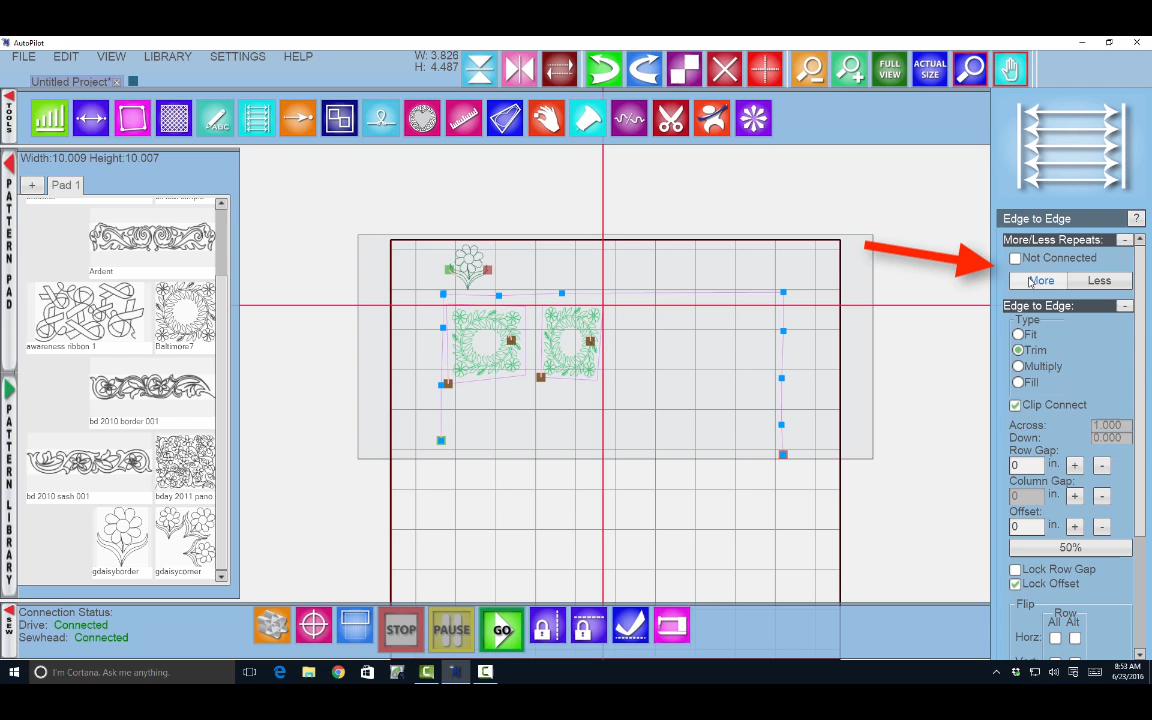 AutoPilot
FILE EDIT VIEW LIBRARY SETTINGS HELP
W: 3.826
H: 4.487
FULL VIEW
ACTUAL SIZE
Untitled Project*
TOOLS
ABC
Width:10.009 Height:10.007
+ Pad 1
PATTERN PAD
PATTERN LIBRARY
Ardent
awareness ribbon 1 Baltimore7
bd 2010 border 001
bd 2010 sash 001 bday 2011 pano
gdaisyborder gdaisycorner
Edge to Edge ?
More/Less Repeats: -
Not Connected
More Less
Edge to Edge: -
Type
Fit
Trim
Multiply
Fill
Clip Connect
Across: 1.000
Down: 0.000
Row Gap:
0 in. + -
Column Gap:
0 in. + -
Offset:
0 in. + -
50%
Lock Row Gap
Lock Offset
Flip
Row
All Alt
Horz:
SEW
Connection Status:
Drive: Connected
Sewhead: Connected
STOP PAUSE GO
I'm Cortana. Ask me anything.
8:53 AM
6/23/2016